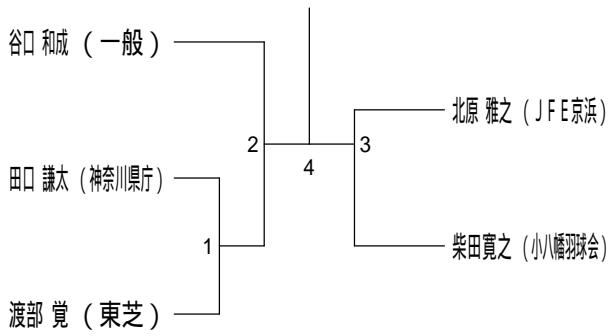 谷口 和成 (一般)
北原 雅之 (JFE京浜)
2
3
4
田口 謙太 (神奈川県庁)
1
柴田寛之 (小八幡羽球会)
渡部 覚 (東芝)